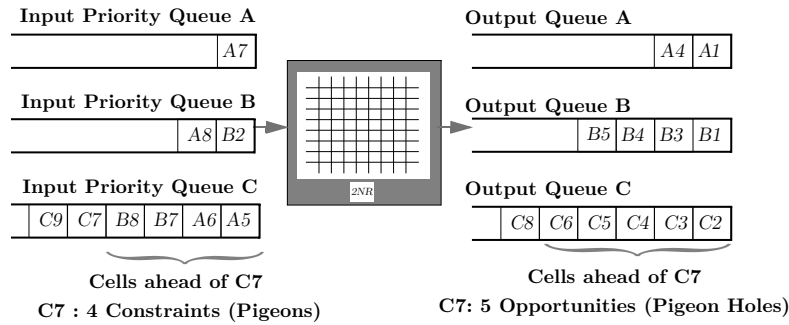 Input Priority Queue A
A7
Input Priority Queue B
A8 B2
Input Priority Queue C
C9 C7 B8 B7 A6 A5
Cells ahead of C7
C7 : 4 Constraints (Pigeons)
2NR
Output Queue A
A4 A1
Output Queue B
B5 B4 B3 B1
Output Queue C
C8 C6 C5 C4 C3 C2
Cells ahead of C7
C7: 5 Opportunities (Pigeon Holes)